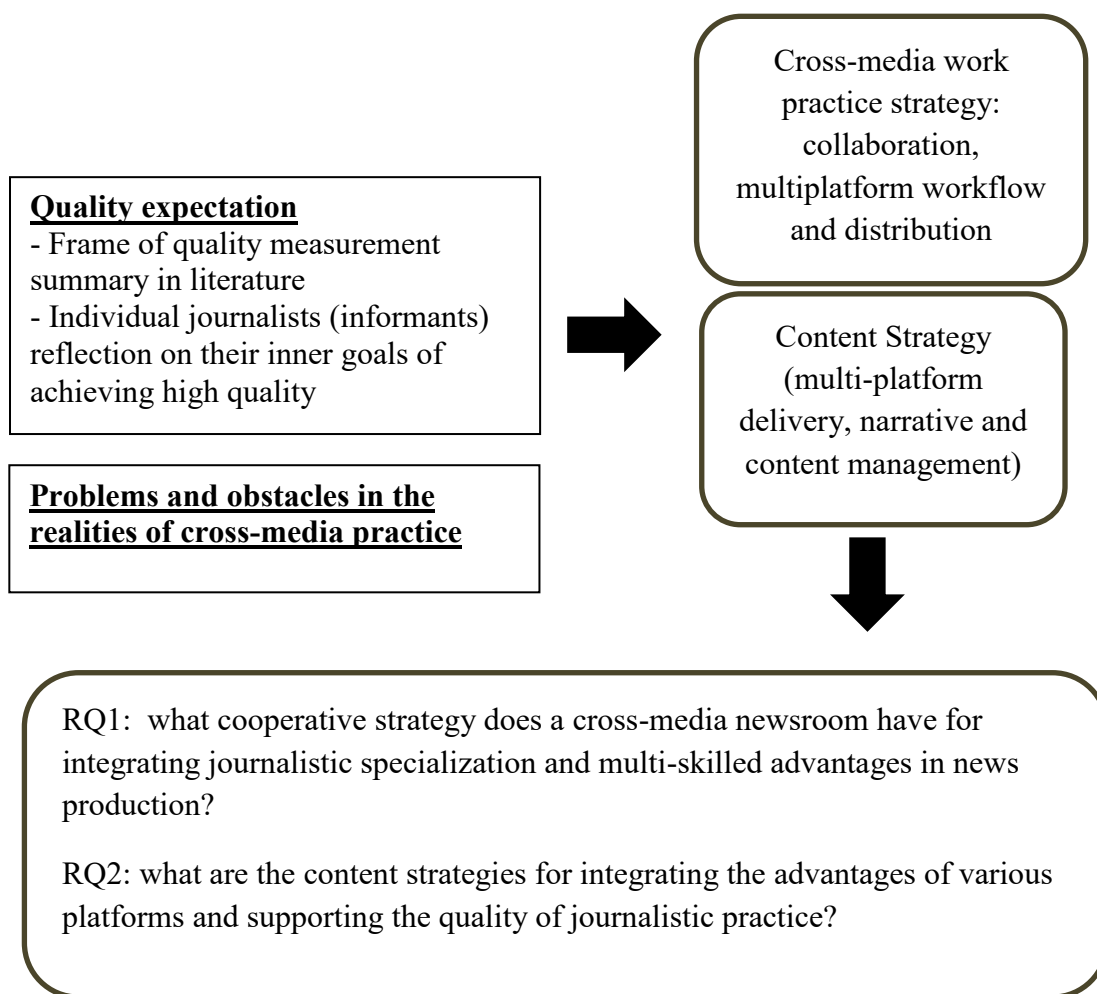 Quality expectation
- Frame of quality measurement
summary in literature
- Individual journalists (informants)
reflection on their inner goals of
achieving high quality
Problems and obstacles in the
realities of cross-media practice
Cross-media work
practice strategy:
collaboration,
multiplatform workflow
and distribution
Content Strategy
(multi-platform
delivery, narrative and
content management)
RQ1:  what cooperative strategy does a cross-media newsroom have for
integrating journalistic specialization and multi-skilled advantages in news
production?
RQ2: what are the content strategies for integrating the advantages of various
platforms and supporting the quality of journalistic practice?